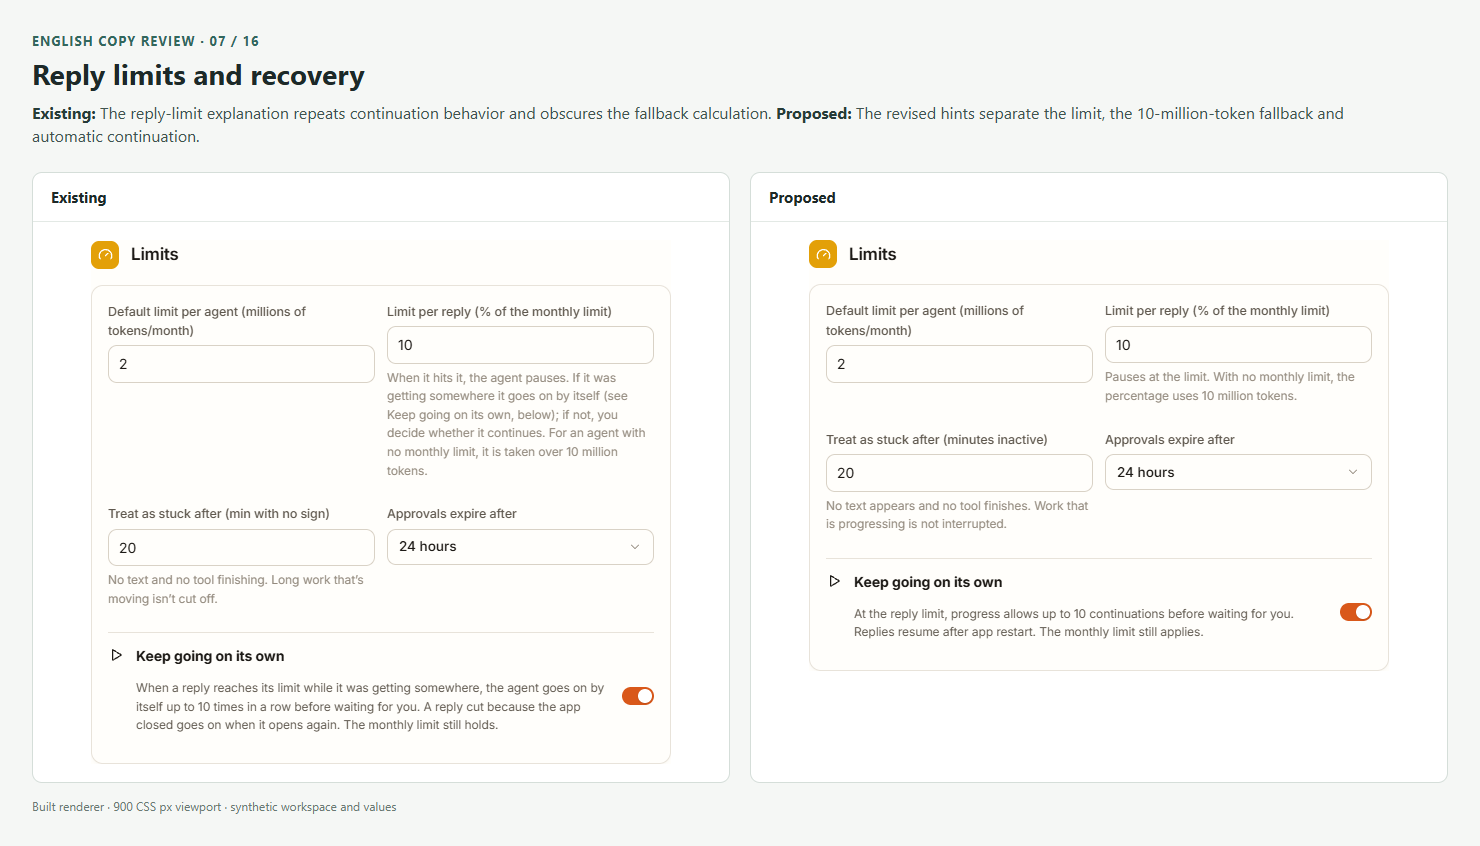 ENGLISH COPY REVIEW · 07 / 16
Reply limits and recovery
Existing: The reply-limit explanation repeats continuation behavior and obscures the fallback calculation. Proposed: The revised hints separate the limit, the 10-million-token fallback and
automatic continuation.
Existing
Limits
Default limit per agent (millions of
tokens/month)
2
Limit per reply (% of the monthly limit)
10
When it hits it, the agent pauses. If it was
getting somewhere it goes on by itself (see
Keep going on its own, below); if not, you
decide whether it continues. For an agent with
no monthly limit, it is taken over 10 million
tokens.
Treat as stuck after (min with no sign)
20
No text and no tool finishing. Long work that's
moving isn't cut off.
Approvals expire after
24 hours
Keep going on its own
When a reply reaches its limit while it was getting somewhere, the agent goes on by
itself up to 10 times in a row before waiting for you. A reply cut because the app
closed goes on when it opens again. The monthly limit still holds.
Proposed
Limits
Default limit per agent (millions of
tokens/month)
2
Limit per reply (% of the monthly limit)
10
Pauses at the limit. With no monthly limit, the
percentage uses 10 million tokens.
Treat as stuck after (minutes inactive)
20
No text appears and no tool finishes. Work that
is progressing is not interrupted.
Approvals expire after
24 hours
Keep going on its own
At the reply limit, progress allows up to 10 continuations before waiting for you.
Replies resume after app restart. The monthly limit still applies.
Built renderer · 900 CSS px viewport · synthetic workspace and values